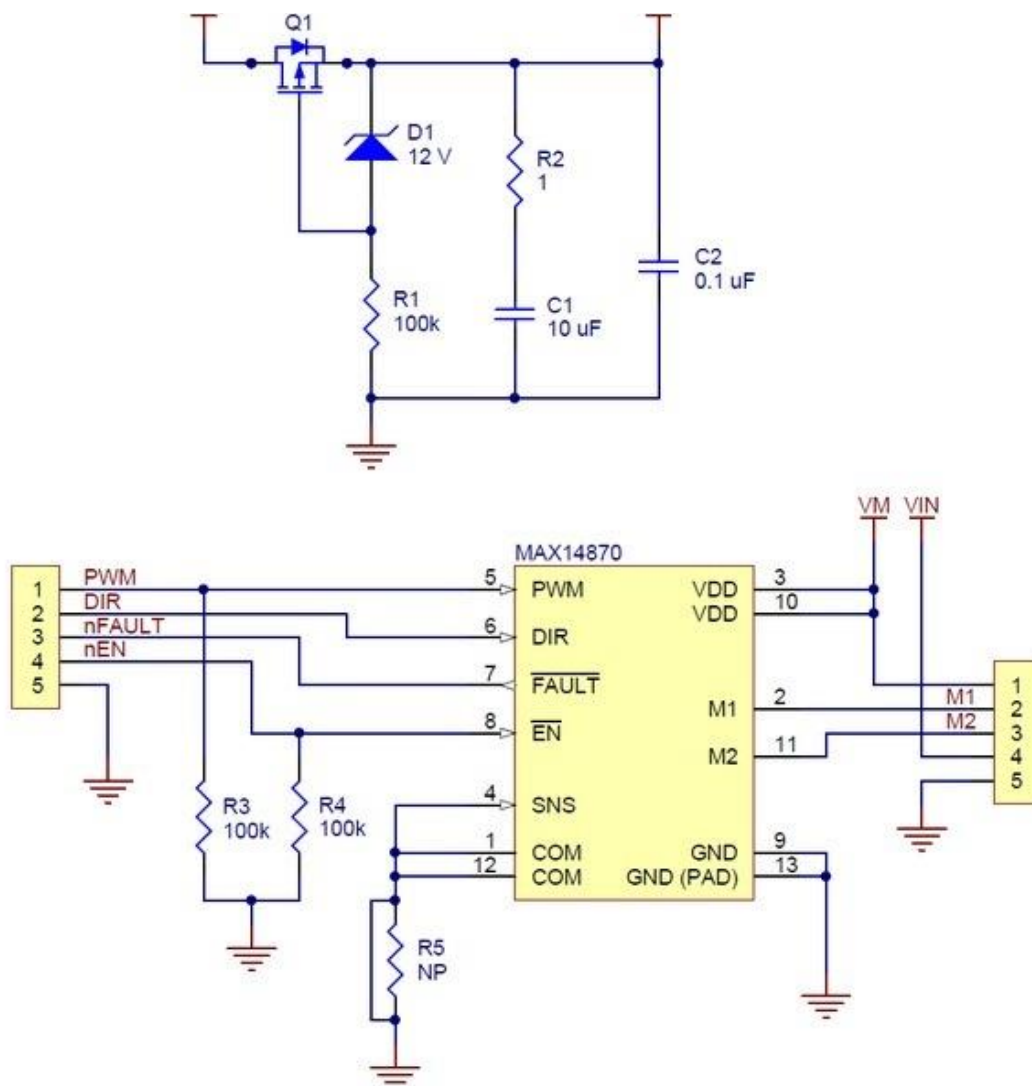 Q1
D1
12 V
R2
1
C2
0.1 uF
R1
100k
C1
10 uF
VM
VIN
MAX14870
1
PWM
5
PWM
VDD
3
2
DIR
VDD
10
3
nFAULT
6
DIR
4
nEN
7
FAULT
5
8
EN
M1
2
M1
1
2
M2
11
M2
3
4
5
4
SNS
R3
100k
R4
100k
1
COM
GND
9
12
COM
GND (PAD)
13
R5
NP